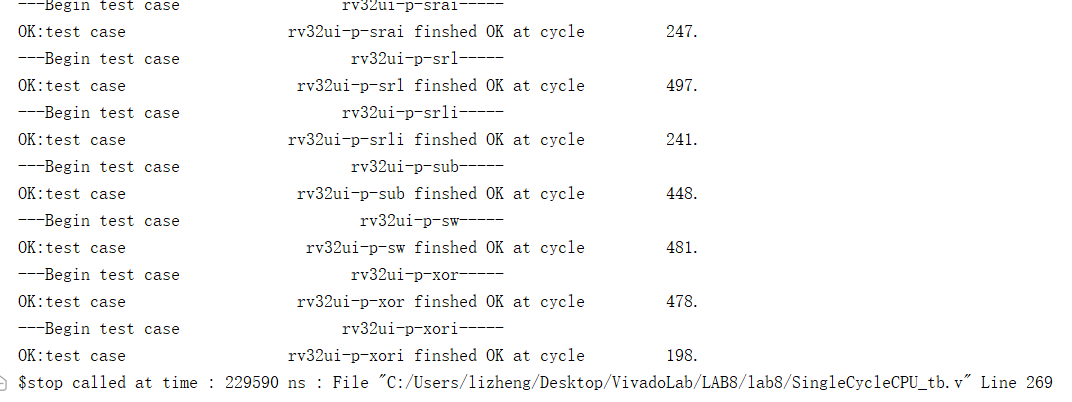 ---Begin test case                  rv32ui-p-srai-----
OK:test case                  rv32ui-p-srai finshed OK at cycle         247.
---Begin test case                   rv32ui-p-srl-----
OK:test case                   rv32ui-p-srl finshed OK at cycle         497.
---Begin test case                  rv32ui-p-srli-----
OK:test case                  rv32ui-p-srli finshed OK at cycle         241.
---Begin test case                   rv32ui-p-sub-----
OK:test case                   rv32ui-p-sub finshed OK at cycle         448.
---Begin test case                    rv32ui-p-sw-----
OK:test case                    rv32ui-p-sw finshed OK at cycle         481.
---Begin test case                   rv32ui-p-xor-----
OK:test case                   rv32ui-p-xor finshed OK at cycle         478.
---Begin test case                  rv32ui-p-xori-----
OK:test case                  rv32ui-p-xori finshed OK at cycle         198.
$stop called at time : 229590 ns : File "C:/Users/lizheng/Desktop/VivadoLab/LAB8/lab8/SingleCycleCPU_tb.v" Line 269